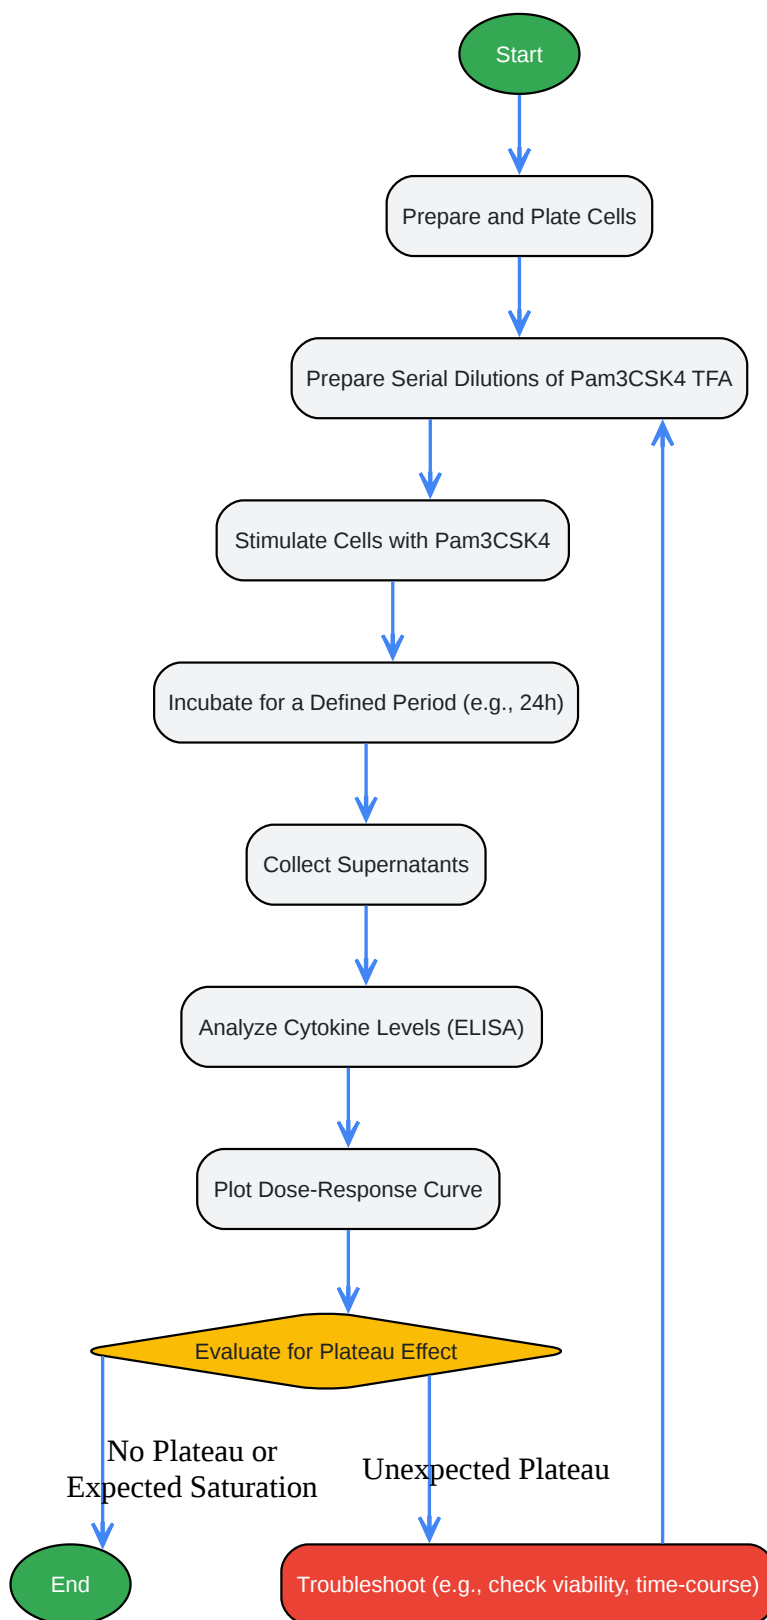 Start
Prepare and Plate Cells
Prepare Serial Dilutions of Pam3CSK4 TFA
Stimulate Cells with Pam3CSK4
Incubate for a Defined Period (e.g., 24h)
Collect Supernatants
Analyze Cytokine Levels (ELISA)
Plot Dose-Response Curve
Evaluate for Plateau Effect
No Plateau or
Expected Saturation
Unexpected Plateau
End
Troubleshoot (e.g., check viability, time-course)